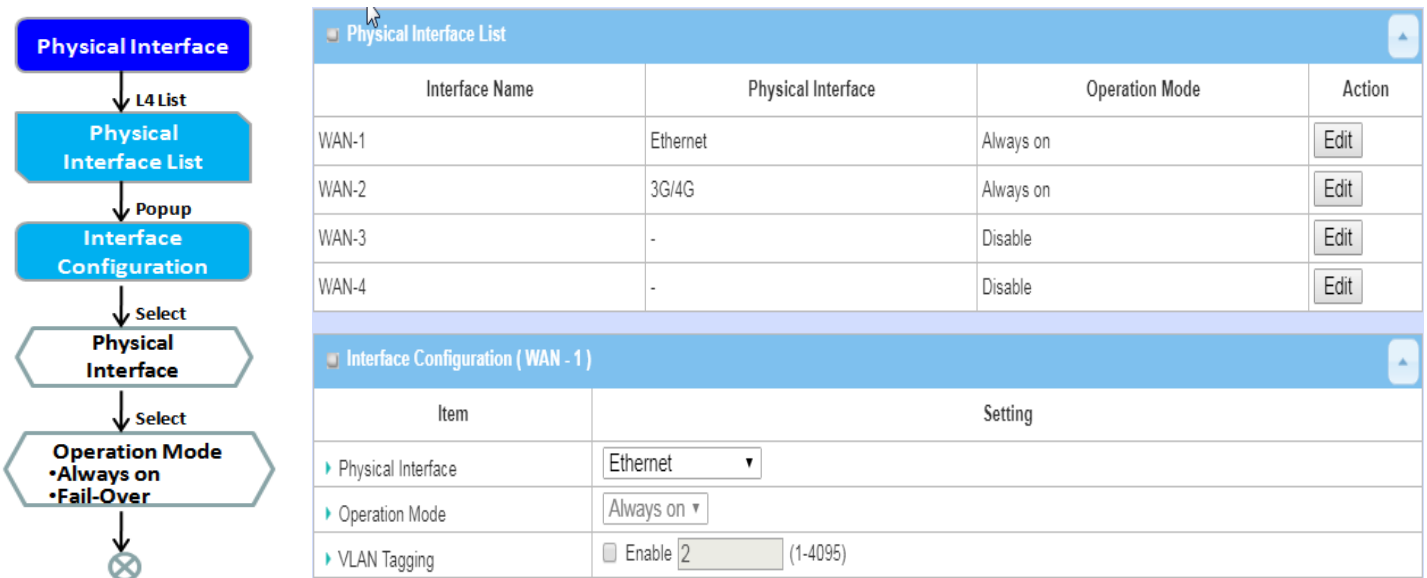 Physical Interface
L4 List
Physical
Interface List
Popup
Interface
Configuration
Select
Physical
Interface
Select
Operation Mode
•Always on
•Fail-Over
Physical Interface List
Interface Name Physical Interface Operation Mode Action
WAN-1 Ethernet Always on Edit
WAN-2 3G/4G Always on Edit
WAN-3 - Disable Edit
WAN-4 - Disable Edit
Interface Configuration ( WAN - 1 )
Item Setting
Physical Interface Ethernet
Operation Mode Always on
VLAN Tagging Enable 2 (1-4095)